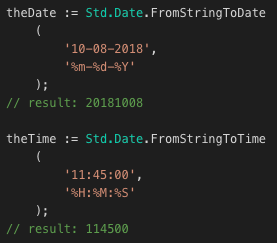 theDate := Std.Date.FromStringToDate
    (
        '10-08-2018',
        '%m-%d-%Y'
    );
// result: 20181008

theTime := Std.Date.FromStringToTime
    (
        '11:45:00',
        '%H:%M:%S'
    );
// result: 114500